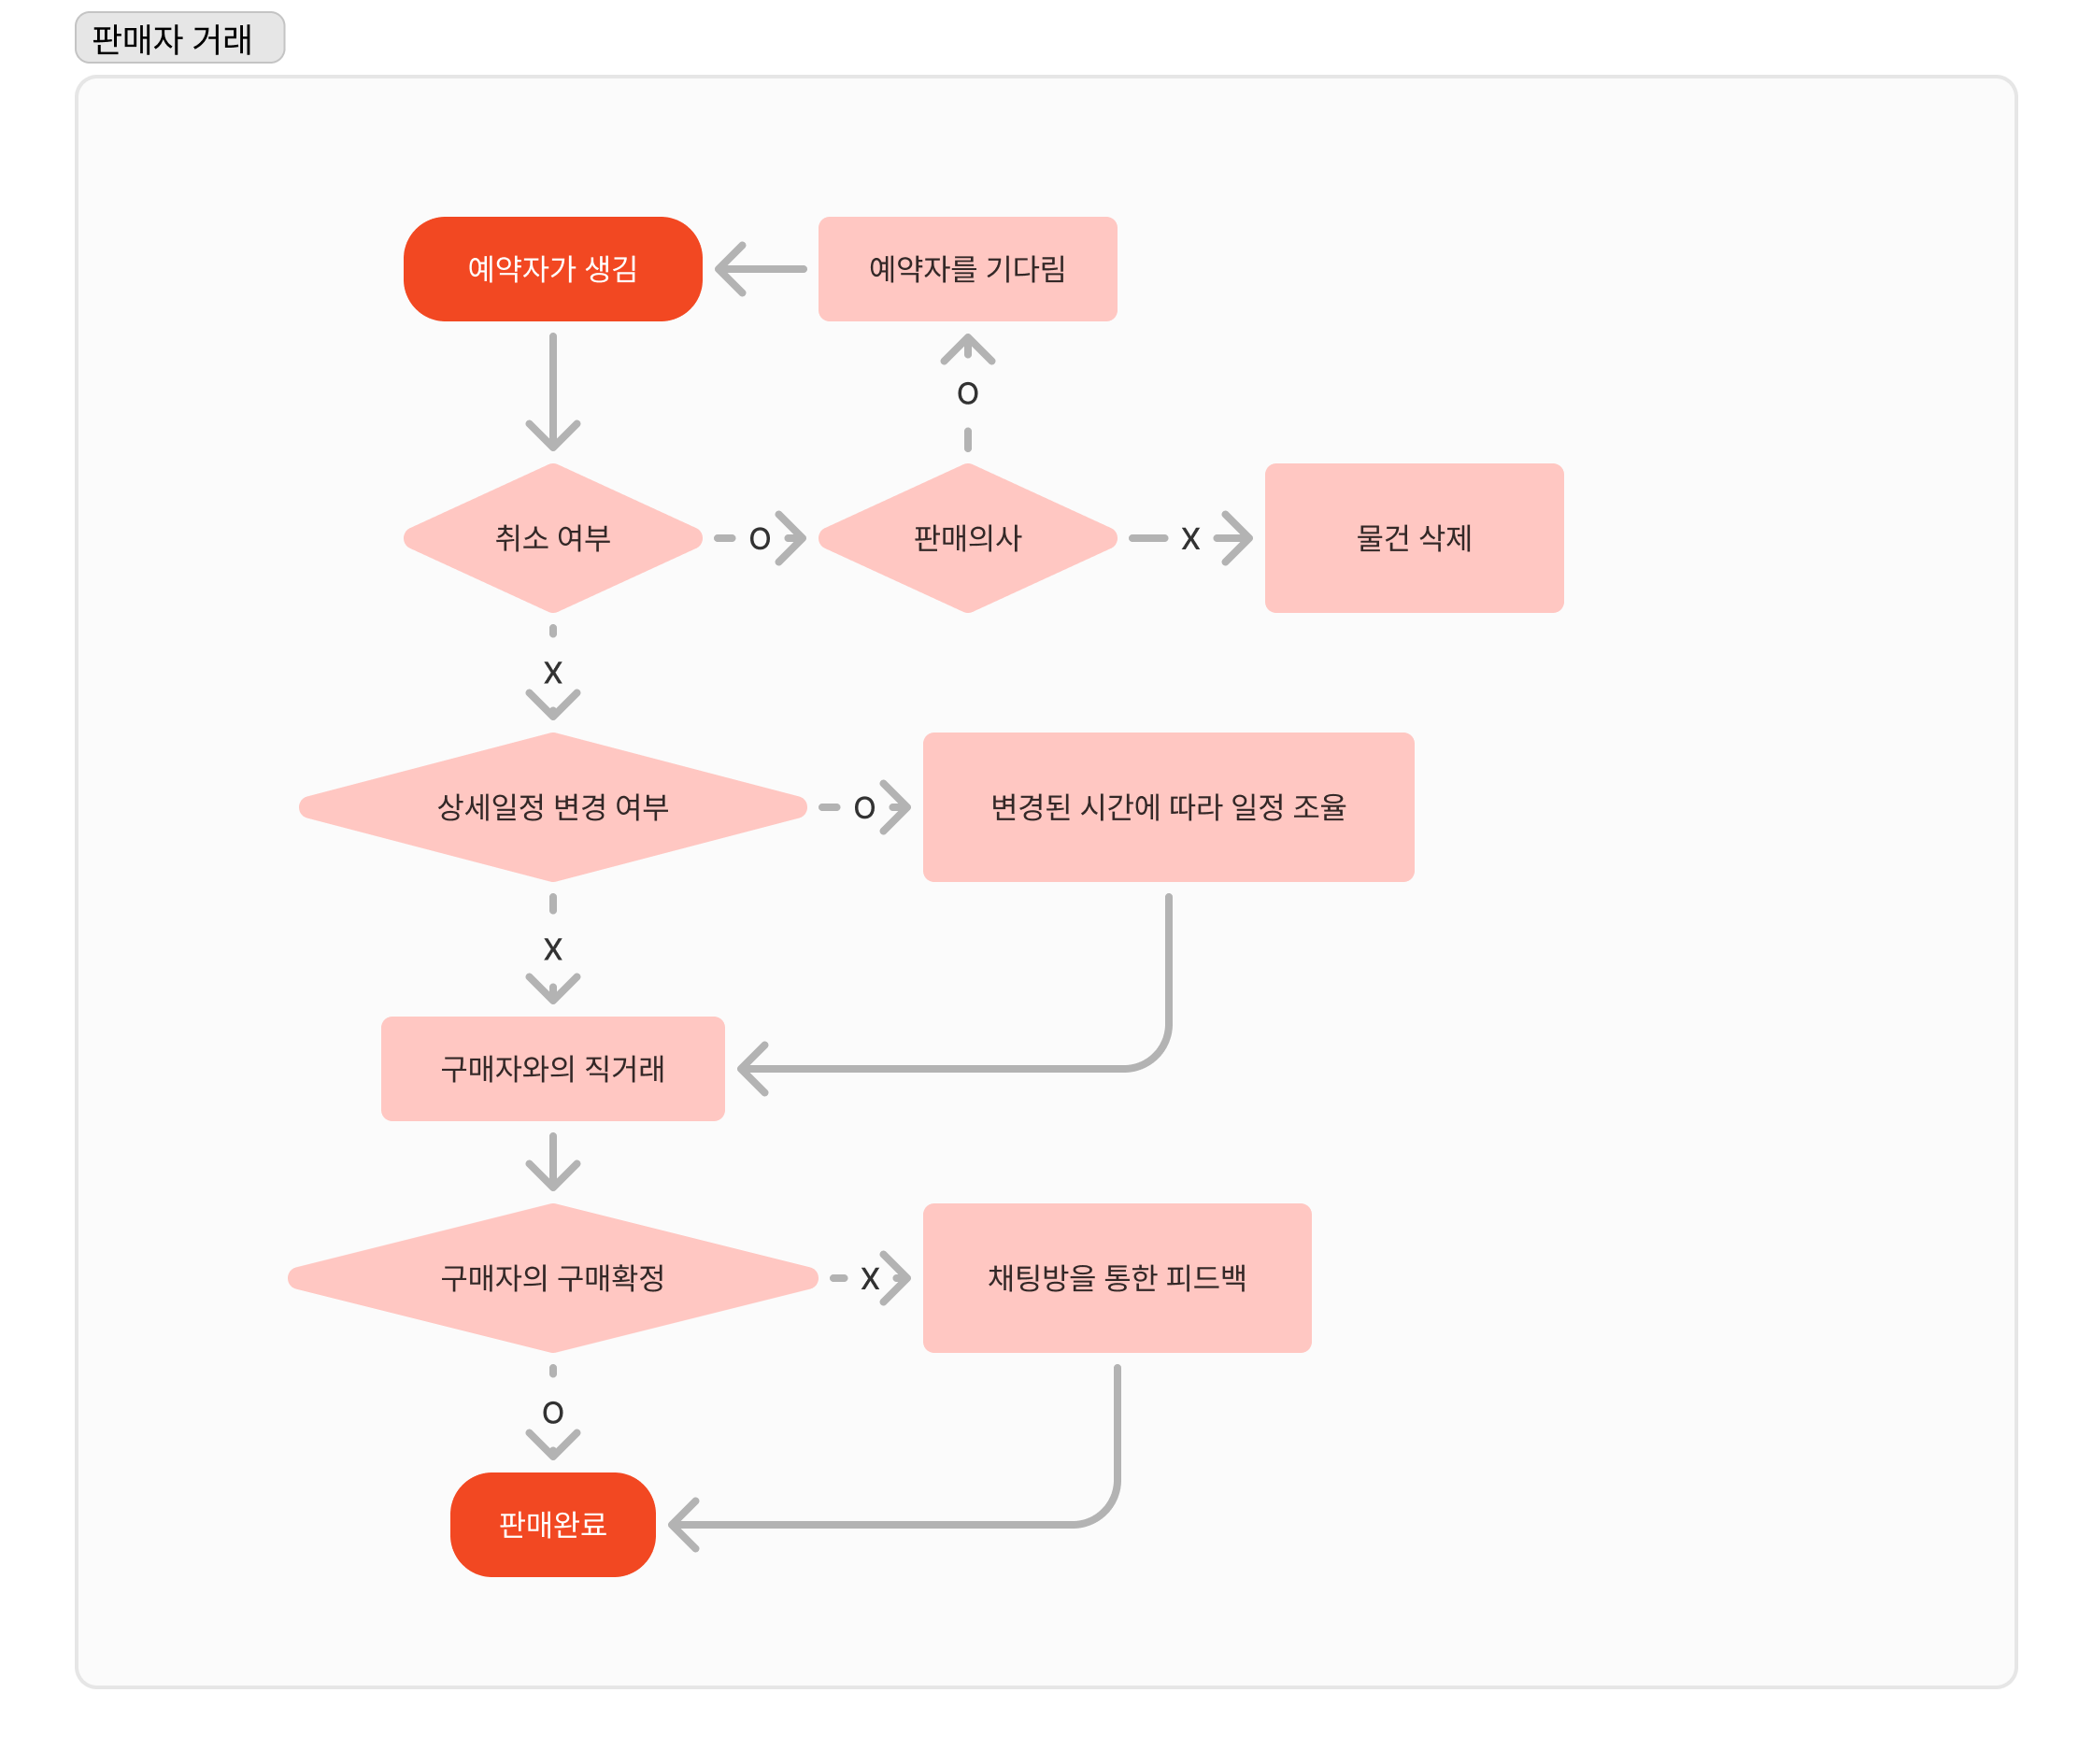 판매자 거래
예약자가 생김
예약자를 기다림
o
취소 여부
o
판매의사
x
물건 삭제
x
상세일정 변경 여부
o
변경된 시간에 따라 일정 조율
x
구매자와의 직거래
구매자의 구매확정
x
채팅방을 통한 피드백
o
판매완료